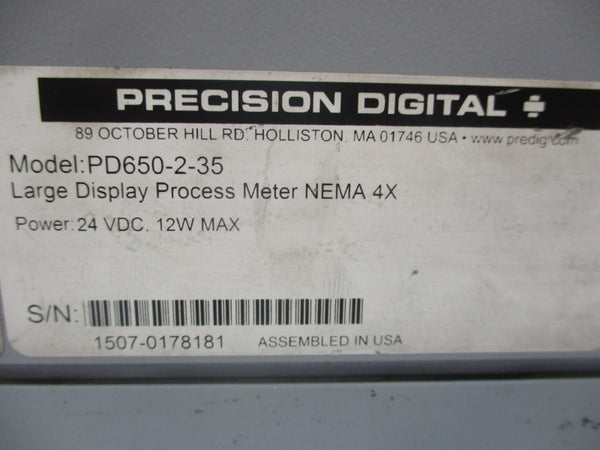 PRECISION DIGITAL
89 OCTOBER HILL RD. HOLLISTON, MA 01746 USA • www.predig.com
Model:PD650-2-35
Large Display Process Meter NEMA 4X
Power: 24 VDC. 12W MAX
S/N:
1507-0178181 ASSEMBLED IN USA